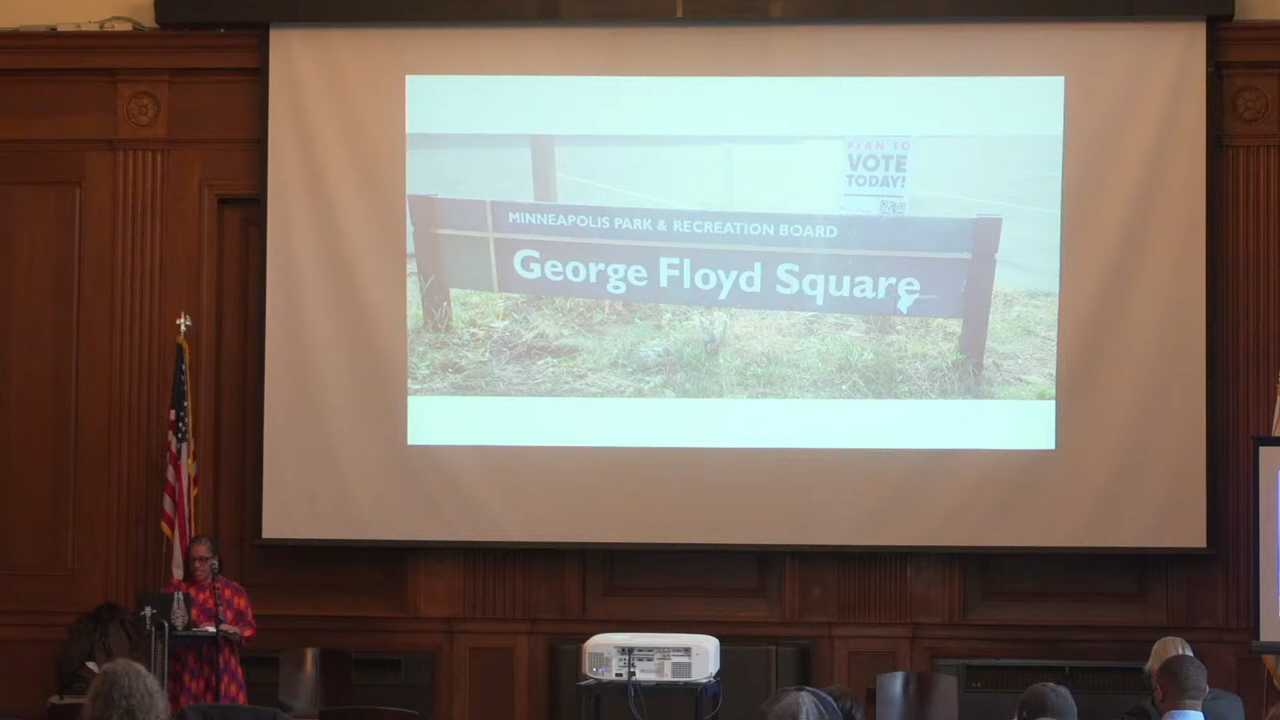 PLAN TO
VOTE
TODAY!
MINNEAPOLIS PARK & RECREATION BOARD
George Floyd Square